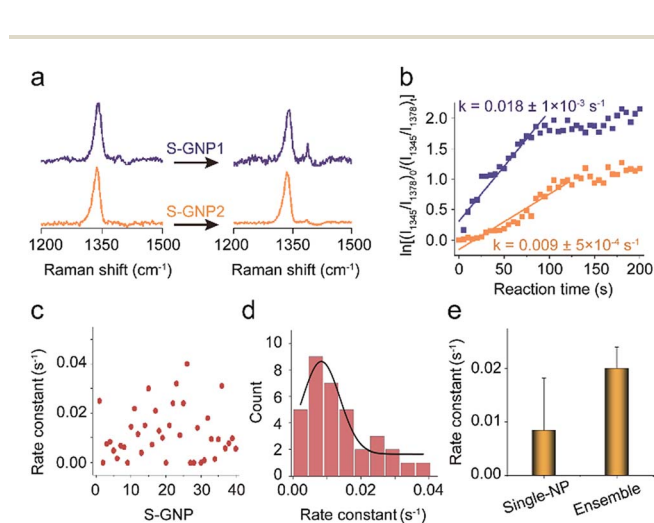 a
S-GNP1
S-GNP2
1200 1350 1500 1200 1350 1500
Raman shift (cm⁻¹) Raman shift (cm⁻¹)
b
k = 0.018 ± 1×10⁻³ s⁻¹
k = 0.009 ± 5×10⁻⁴ s⁻¹
ln[(I₁₃₄₅/I₁₃₇₈)₀/(I₁₃₄₅/I₁₃₇₈)ₜ]
2.0
1.5
1.0
0.5
0.0
0 50 100 150 200
Reaction time (s)
c
Rate constant (s⁻¹)
0.04
0.02
0.00
0 10 20 30 40
S-GNP
d
Count
10
8
6
4
2
0
0.00 0.01 0.02 0.03 0.04
Rate constant (s⁻¹)
e
Rate constant (s⁻¹)
0.02
0.01
0.00
Single-NP Ensemble